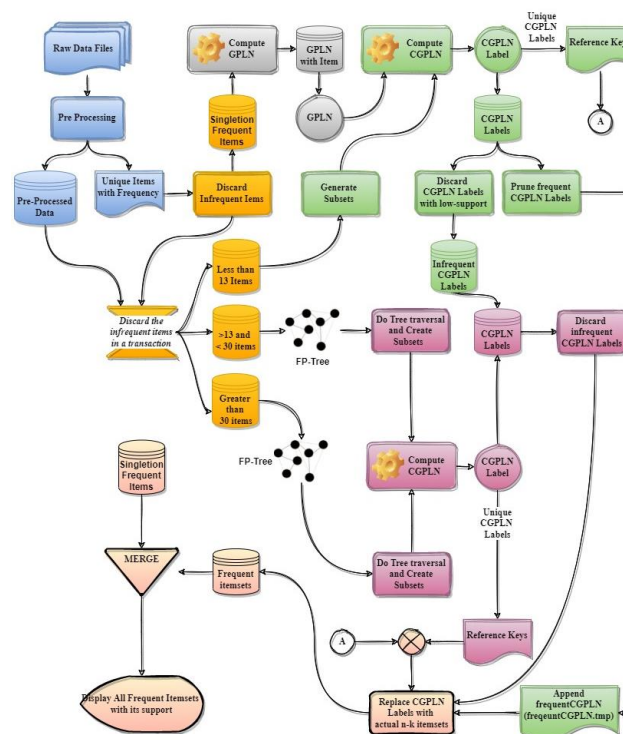 Raw Data Files
Pre Processing
Pre-Processed
Data
Unique Items
with Frequency
Discard
Infrequent Iems
Singletion
Frequent
Items
Compute
GPLN
GPLN
with Item
GPLN
Compute
CGPLN
CGPLN
Label
Unique
CGPLN
Labels
Reference Keys
A
CGPLN
Labels
Discard
CGPLN Labels
with low-support
Prune frequent
CGPLN Labels
Generate
Subsets
Infrequent
CGPLN
Labels
Less than
13 Items
Discard the
infrequent items
in a transaction
>13 and
< 30 items
FP-Tree
Do Tree traversal
and Create
Subsets
CGPLN
Labels
Discard
infrequent
CGPLN Labels
Greater
than
30 items
FP-Tree
Compute
CGPLN
CGPLN
Label
Unique
CGPLN
Labels
Singletion
Frequent
Items
MERGE
Frequent
itemsets
Do Tree traversal
and Create
Subsets
A
Reference Keys
Display All Frequent Itemsets
with its support
Replace CGPLN
Labels with
actual n-k itemsets
Append
frequentCGPLN
(freqeuntCGPLN.tmp)